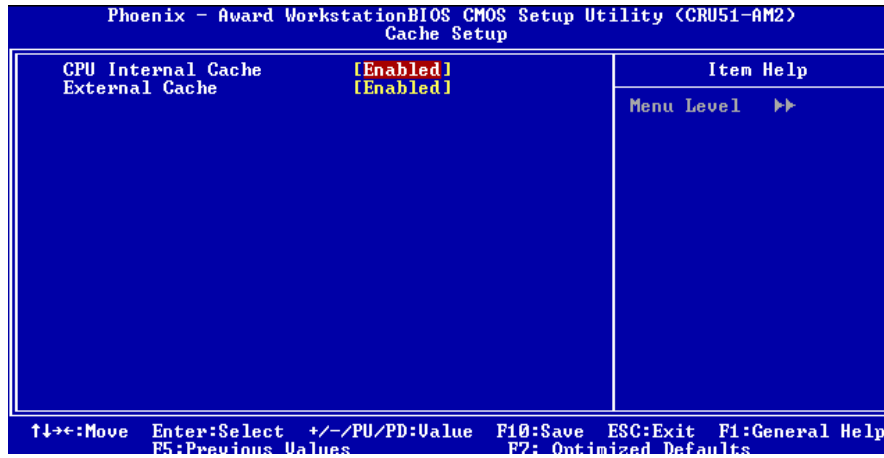 Phoenix - Award WorkstationBIOS CMOS Setup Utility (CRU51-AM2)
Cache Setup
CPU Internal Cache [Enabled]
External Cache [Enabled]
Item Help
Menu Level ►►
↑↓→←:Move Enter:Select +/-/PU/PD:Value F10:Save ESC:Exit F1:General Help
F5:Previous Values F7: Optimized Defaults